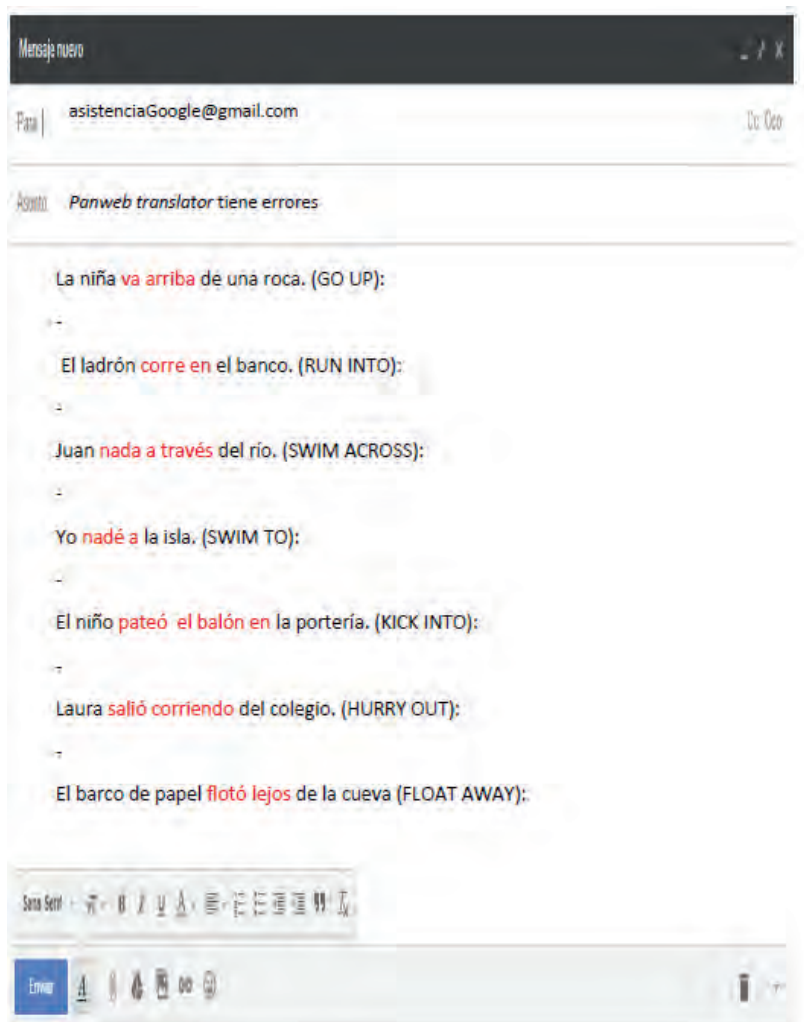 Mensaje nuevo
Para asistenciaGoogle@gmail.com Cc Cco
Asunto Panweb translator tiene errores
La niña va arriba de una roca. (GO UP):
-
El ladrón corre en el banco. (RUN INTO):
-
Juan nada a través del río. (SWIM ACROSS):
-
Yo nadé a la isla. (SWIM TO):
-
El niño pateó el balón en la portería. (KICK INTO):
-
Laura salió corriendo del colegio. (HURRY OUT):
-
El barco de papel flotó lejos de la cueva (FLOAT AWAY):
Sans Serif B I U A
Enviar A